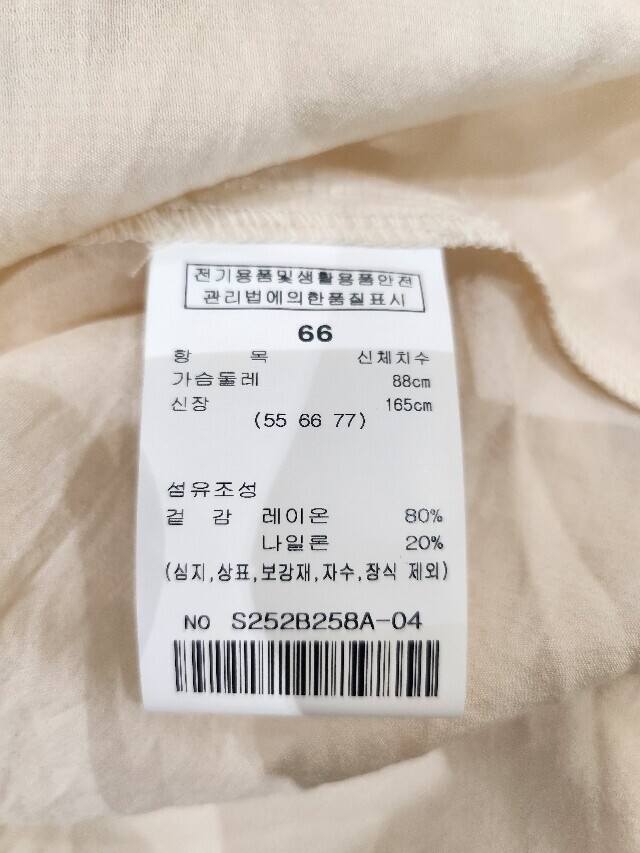 전기용품및생활용품안전
관리법에의한품질표시
66
항 목 신체치수
가슴둘레 88cm
신장 165cm
(55 66 77)
섬유조성
겉 감 레이온 80%
나일론 20%
(심지,상표,보강재,자수,장식 제외)
NO S252B258A-04